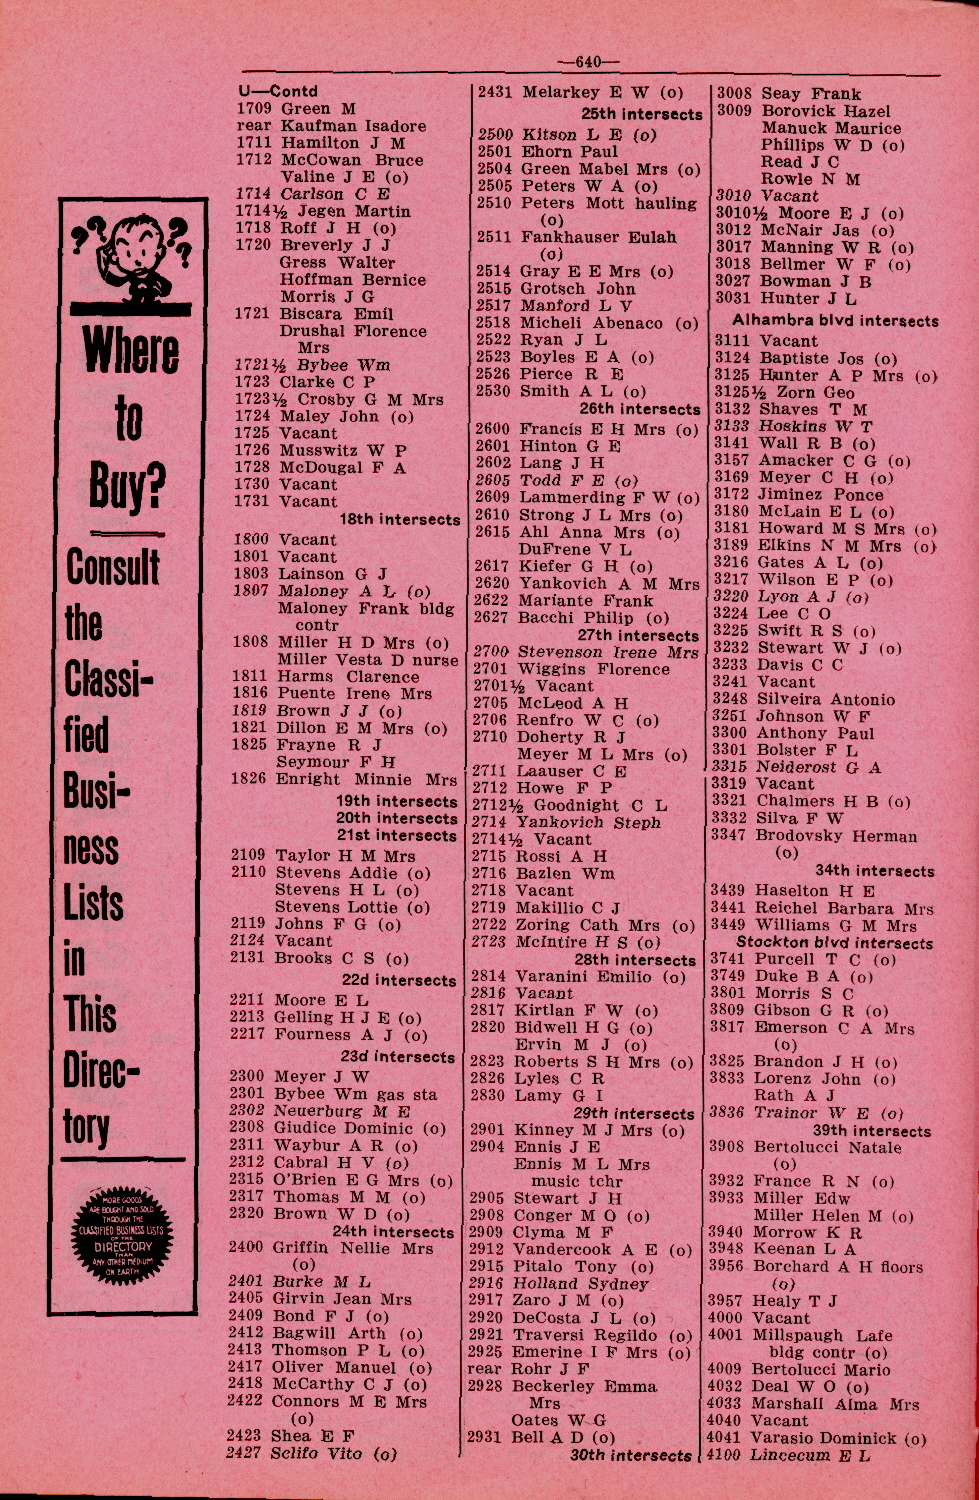 —640—
Where
to
Buy?
Consult
the
Classi-
fied
Busi-
ness
Lists
in
This
Direc-
tory
MORE GOODS
ARE BOUGHT AND SOLD
THROUGH THE
CLASSIFIED BUSINESS LISTS
OF THE
DIRECTORY
THAN
ANY OTHER MEDIUM
ON EARTH
U—Contd
1709 Green M
rear Kaufman Isadore
1711 Hamilton J M
1712 McCowan Bruce
Valine J E (o)
1714 Carlson C E
1714½ Jegen Martin
1718 Roff J H (o)
1720 Breverly J J
Gress Walter
Hoffman Bernice
Morris J G
1721 Biscara Emil
Drushal Florence
Mrs
1721½ Bybee Wm
1723 Clarke C P
1723½ Crosby G M Mrs
1724 Maley John (o)
1725 Vacant
1726 Musswitz W P
1728 McDougal F A
1730 Vacant
1731 Vacant
18th intersects
1800 Vacant
1801 Vacant
1803 Lainson G J
1807 Maloney A L (o)
Maloney Frank bldg
contr
1808 Miller H D Mrs (o)
Miller Vesta D nurse
1811 Harms Clarence
1816 Puente Irene Mrs
1819 Brown J J (o)
1821 Dillon E M Mrs (o)
1825 Frayne R J
Seymour F H
1826 Enright Minnie Mrs
19th intersects
20th intersects
21st intersects
2109 Taylor H M Mrs
2110 Stevens Addie (o)
Stevens H L (o)
Stevens Lottie (o)
2119 Johns F G (o)
2124 Vacant
2131 Brooks C S (o)
22d intersects
2211 Moore E L
2213 Gelling H J E (o)
2217 Fourness A J (o)
23d intersects
2300 Meyer J W
2301 Bybee Wm gas sta
2302 Neuerburg M E
2308 Giudice Dominic (o)
2311 Waybur A R (o)
2312 Cabral H V (o)
2315 O'Brien E G Mrs (o)
2317 Thomas M M (o)
2320 Brown W D (o)
24th intersects
2400 Griffin Nellie Mrs
(o)
2401 Burke M L
2405 Girvin Jean Mrs
2409 Bond F J (o)
2412 Bagwill Arth (o)
2413 Thomson P L (o)
2417 Oliver Manuel (o)
2418 McCarthy C J (o)
2422 Connors M E Mrs
(o)
2423 Shea E F
2427 Sclifo Vito (o)
2431 Melarkey E W (o)
25th intersects
2500 Kitson L E (o)
2501 Ehorn Paul
2504 Green Mabel Mrs (o)
2505 Peters W A (o)
2510 Peters Mott hauling
(o)
2511 Fankhauser Eulah
(o)
2514 Gray E E Mrs (o)
2515 Grotsch John
2517 Manford L V
2518 Micheli Abenaco (o)
2522 Ryan J L
2523 Boyles E A (o)
2526 Pierce R E
2530 Smith A L (o)
26th intersects
2600 Francis E H Mrs (o)
2601 Hinton G E
2602 Lang J H
2605 Todd F E (o)
2609 Lammerding F W (o)
2610 Strong J L Mrs (o)
2615 Ahl Anna Mrs (o)
DuFrene V L
2617 Kiefer G H (o)
2620 Yankovich A M Mrs
2622 Mariante Frank
2627 Bacchi Philip (o)
27th intersects
2700 Stevenson Irene Mrs
2701 Wiggins Florence
2701½ Vacant
2705 McLeod A H
2706 Renfro W C (o)
2710 Doherty R J
Meyer M L Mrs (o)
2711 Laauser C E
2712 Howe F P
2712½ Goodnight C L
2714 Yankovich Steph
2714½ Vacant
2715 Rossi A H
2716 Bazlen Wm
2718 Vacant
2719 Makillio C J
2722 Zoring Cath Mrs (o)
2723 McIntire H S (o)
28th intersects
2814 Varanini Emilio (o)
2816 Vacant
2817 Kirtlan F W (o)
2820 Bidwell H G (o)
Ervin M J (o)
2823 Roberts S H Mrs (o)
2826 Lyles C R
2830 Lamy G I
29th intersects
2901 Kinney M J Mrs (o)
2904 Ennis J E
Ennis M L Mrs
music tchr
2905 Stewart J H
2908 Conger M O (o)
2909 Clyma M F
2912 Vandercook A E (o)
2915 Pitalo Tony (o)
2916 Holland Sydney
2917 Zaro J M (o)
2920 DeCosta J L (o)
2921 Traversi Regildo (o)
2925 Emerine I F Mrs (o)
rear Rohr J F
2928 Beckerley Emma
Mrs
Oates W G
2931 Bell A D (o)
30th intersects
3008 Seay Frank
3009 Borovick Hazel
Manuck Maurice
Phillips W D (o)
Read J C
Rowle N M
3010 Vacant
3010½ Moore E J (o)
3012 McNair Jas (o)
3017 Manning W R (o)
3018 Bellmer W F (o)
3027 Bowman J B
3031 Hunter J L
Alhambra blvd intersects
3111 Vacant
3124 Baptiste Jos (o)
3125 Hunter A P Mrs (o)
3125½ Zorn Geo
3132 Shaves T M
3133 Hoskins W T
3141 Wall R B (o)
3157 Amacker C G (o)
3169 Meyer C H (o)
3172 Jiminez Ponce
3180 McLain E L (o)
3181 Howard M S Mrs (o)
3189 Elkins N M Mrs (o)
3216 Gates A L (o)
3217 Wilson E P (o)
3220 Lyon A J (o)
3224 Lee C O
3225 Swift R S (o)
3232 Stewart W J (o)
3233 Davis C C
3241 Vacant
3248 Silveira Antonio
3251 Johnson W F
3300 Anthony Paul
3301 Bolster F L
3315 Neiderost G A
3319 Vacant
3321 Chalmers H B (o)
3332 Silva F W
3347 Brodovsky Herman
(o)
34th intersects
3439 Haselton H E
3441 Reichel Barbara Mrs
3449 Williams G M Mrs
Stockton blvd intersects
3741 Purcell T C (o)
3749 Duke B A (o)
3801 Morris S C
3809 Gibson G R (o)
3817 Emerson C A Mrs
(o)
3825 Brandon J H (o)
3833 Lorenz John (o)
Rath A J
3836 Trainor W E (o)
39th intersects
3908 Bertolucci Natale
(o)
3932 France R N (o)
3933 Miller Edw
Miller Helen M (o)
3940 Morrow K R
3948 Keenan L A
3956 Borchard A H floors
(o)
3957 Healy T J
4000 Vacant
4001 Millspaugh Lafe
bldg contr (o)
4009 Bertolucci Mario
4032 Deal W O (o)
4033 Marshall Alma Mrs
4040 Vacant
4041 Varasio Dominick (o)
4100 Lincecum E L